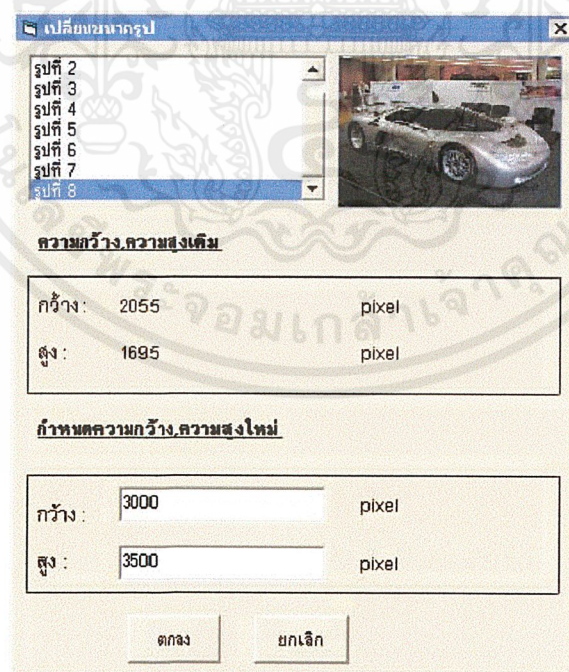 เปลี่ยนขนาดรูป
รูปที่ 2
รูปที่ 3
รูปที่ 4
รูปที่ 5
รูปที่ 6
รูปที่ 7
รูปที่ 8
ความกว้าง,ความสูงเดิม
กว้าง : 2055 pixel
สูง : 1695 pixel
กำหนดความกว้าง,ความสูงใหม่
กว้าง : 3000 pixel
สูง : 3500 pixel
ตกลง ยกเลิก